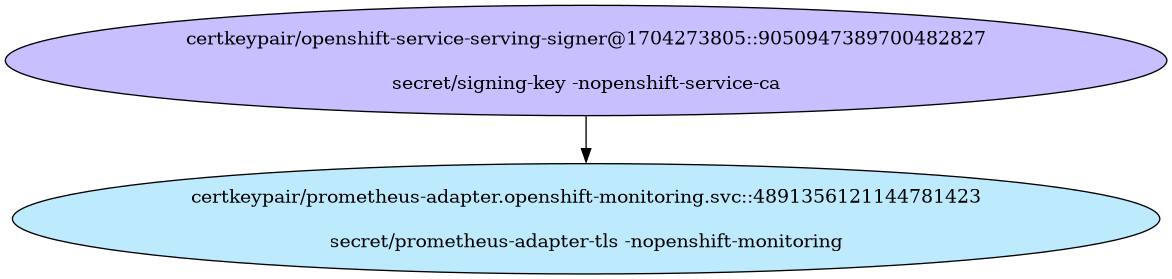 certkeypair/openshift-service-serving-signer@1704273805::9050947389700482827
secret/signing-key -nopenshift-service-ca
certkeypair/prometheus-adapter.openshift-monitoring.svc::4891356121144781423
secret/prometheus-adapter-tls -nopenshift-monitoring